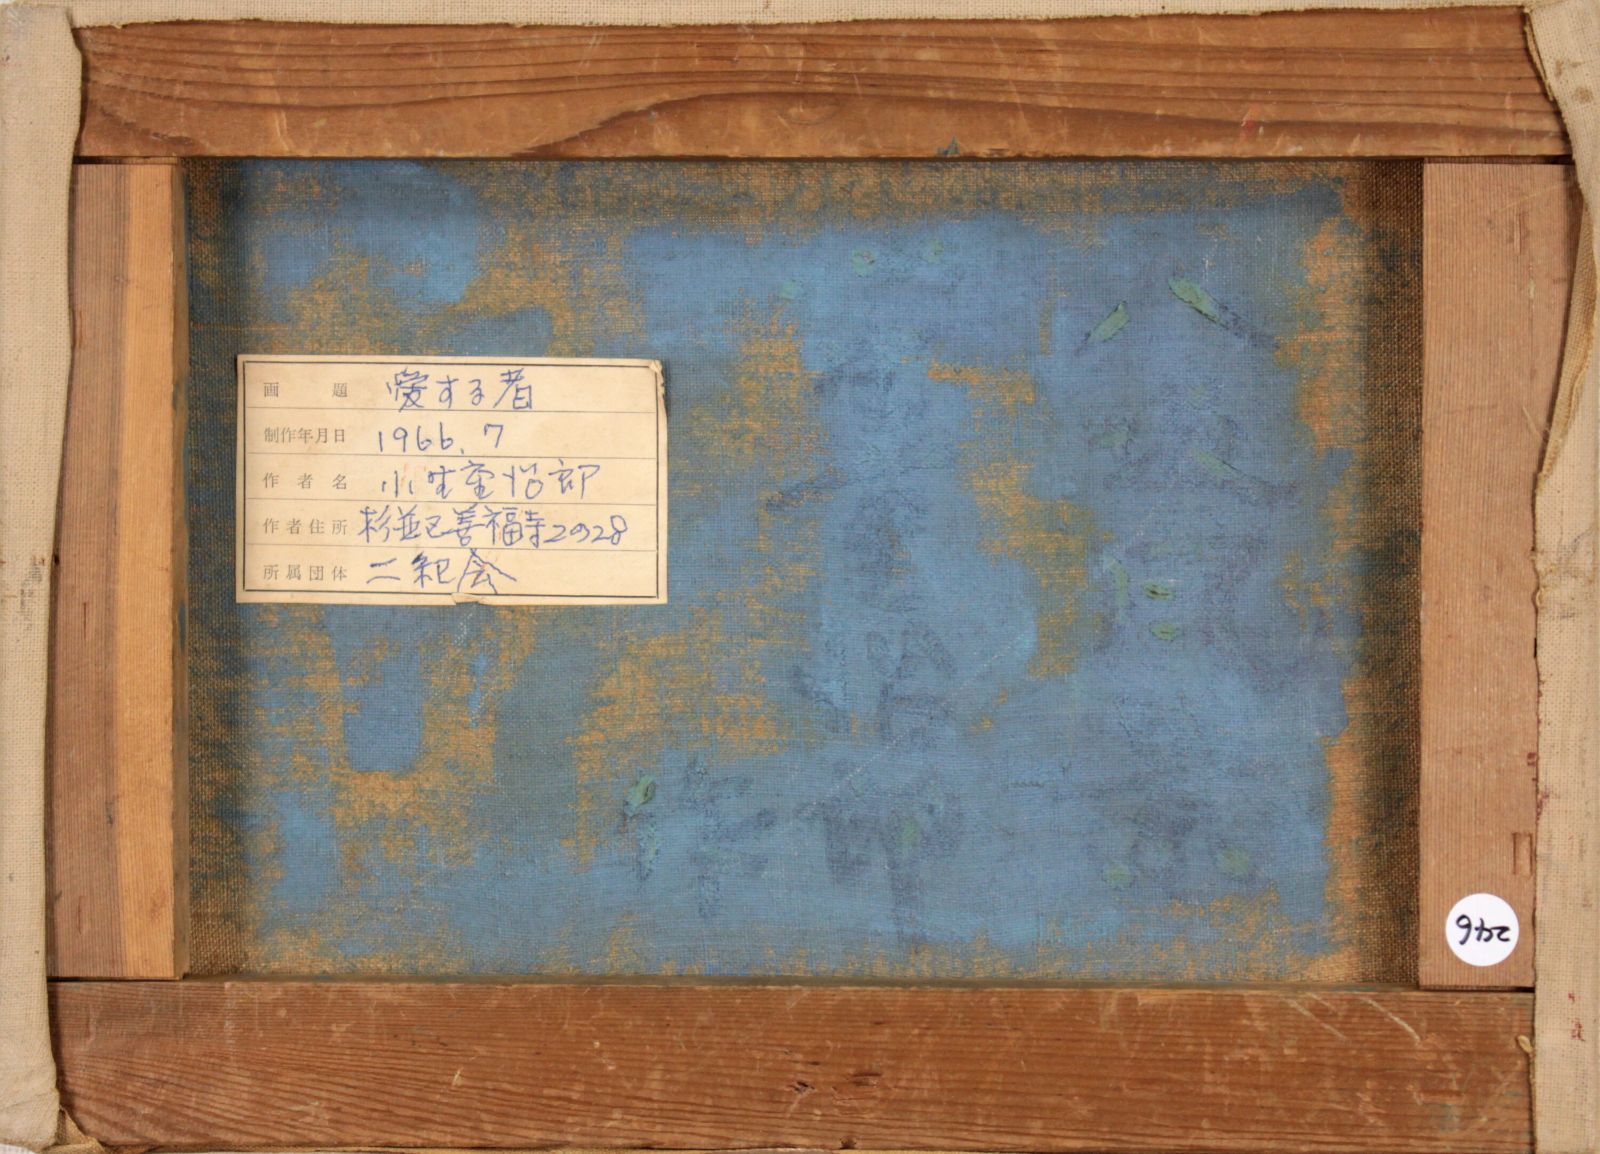 画題 愛する者
制作年月日 1966.7
作者名
作者住所 杉並区善福寺2の28
所属団体 二紀会
246